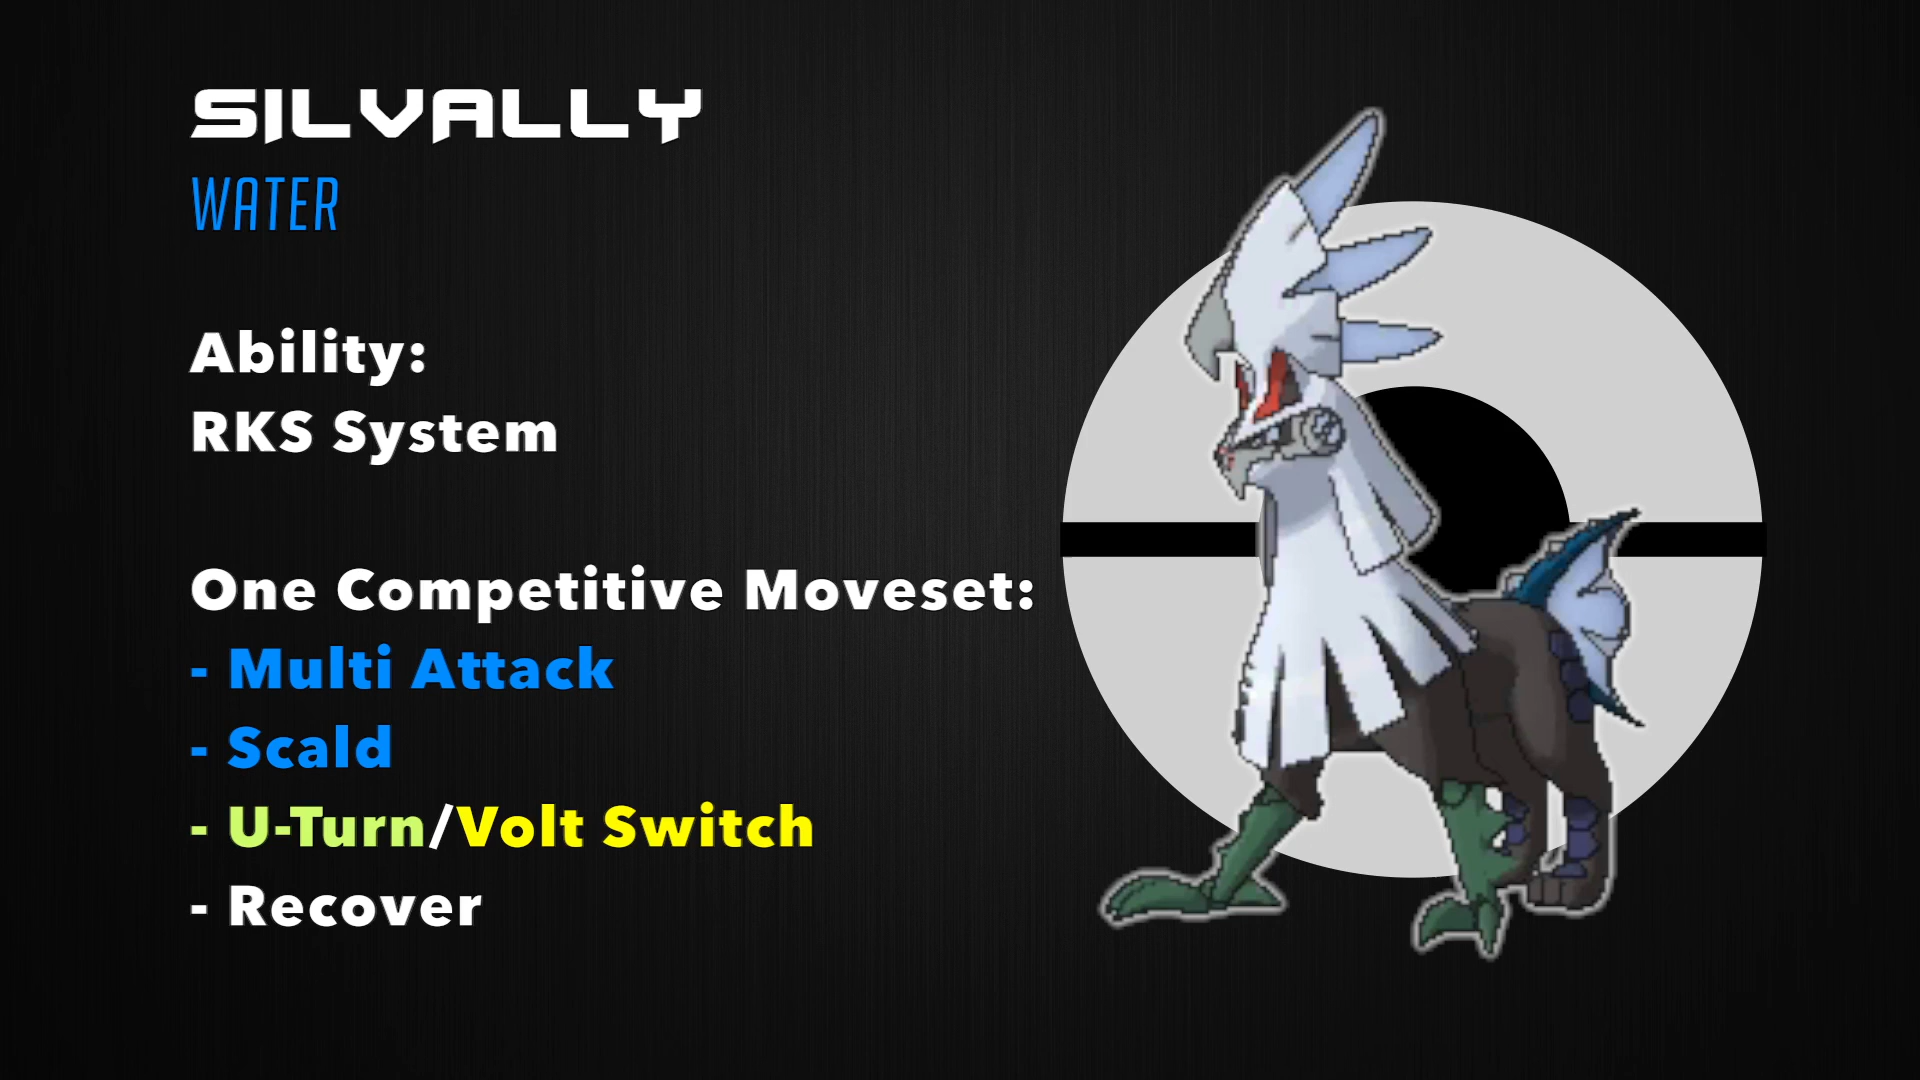 SILVALLY
WATER
Ability:
RKS System
One Competitive Moveset:
- Multi Attack
- Scald
- U-Turn/Volt Switch
- Recover